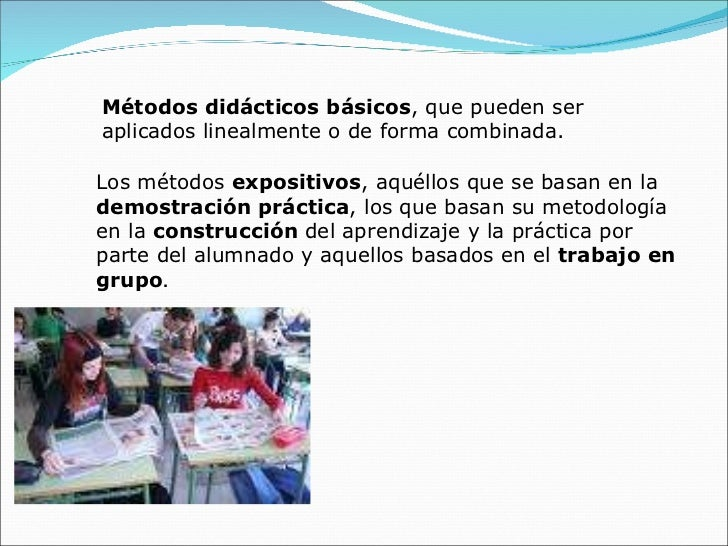 Métodos didácticos básicos, que pueden ser
aplicados linealmente o de forma combinada.
Los métodos expositivos, aquéllos que se basan en la
demostración práctica, los que basan su metodología
en la construcción del aprendizaje y la práctica por
parte del alumnado y aquellos basados en el trabajo en
grupo.